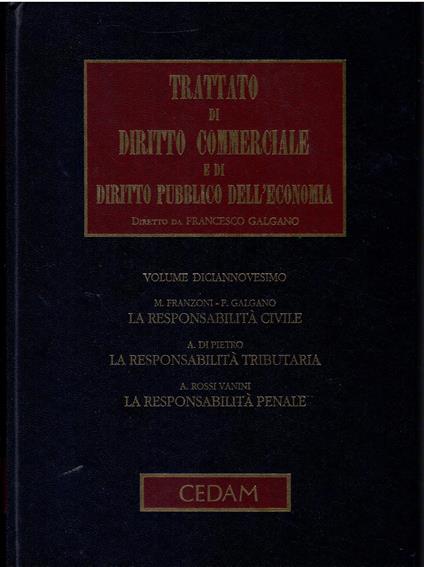 TRATTATO
DI
DIRITTO COMMERCIALE
E DI
DIRITTO PUBBLICO DELL'ECONOMIA
DIRETTO DA FRANCESCO GALGANO
VOLUME DICIANNOVESIMO
M. FRANZONI - F. GALGANO
LA RESPONSABILITÀ CIVILE
A. DI PIETRO
LA RESPONSABILITÀ TRIBUTARIA
A. ROSSI VANINI
LA RESPONSABILITÀ PENALE
CEDAM